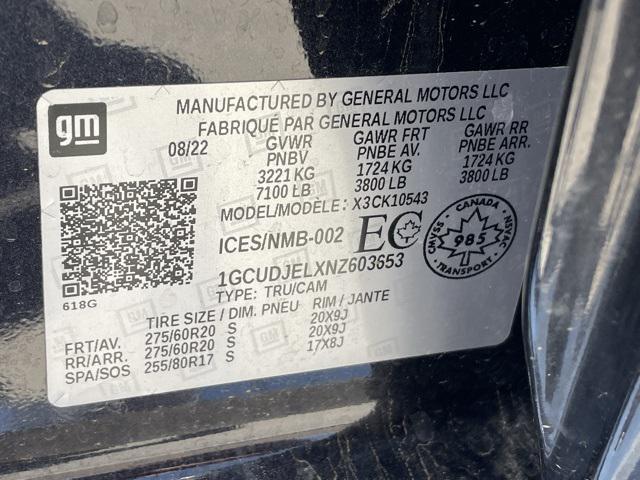 gm
MANUFACTURED BY GENERAL MOTORS LLC
FABRIQUÉ PAR GENERAL MOTORS LLC
08/22
GVWR GAWR FRT GAWR RR
PNBV PNBE AV. PNBE ARR.
3221 KG 1724 KG 1724 KG
7100 LB 3800 LB 3800 LB
MODEL/MODÈLE: X3CK10543
ICES/NMB-002 EC
CANADA
985
TRANSPORT
1GCUDJELXNZ603653
618G
TYPE: TRU/CAM
TIRE SIZE / DIM. PNEU RIM / JANTE
FRT/AV. 275/60R20 S 20X9J
RR/ARR. 275/60R20 S 20X9J
SPA/SOS 255/80R17 S 17X8J